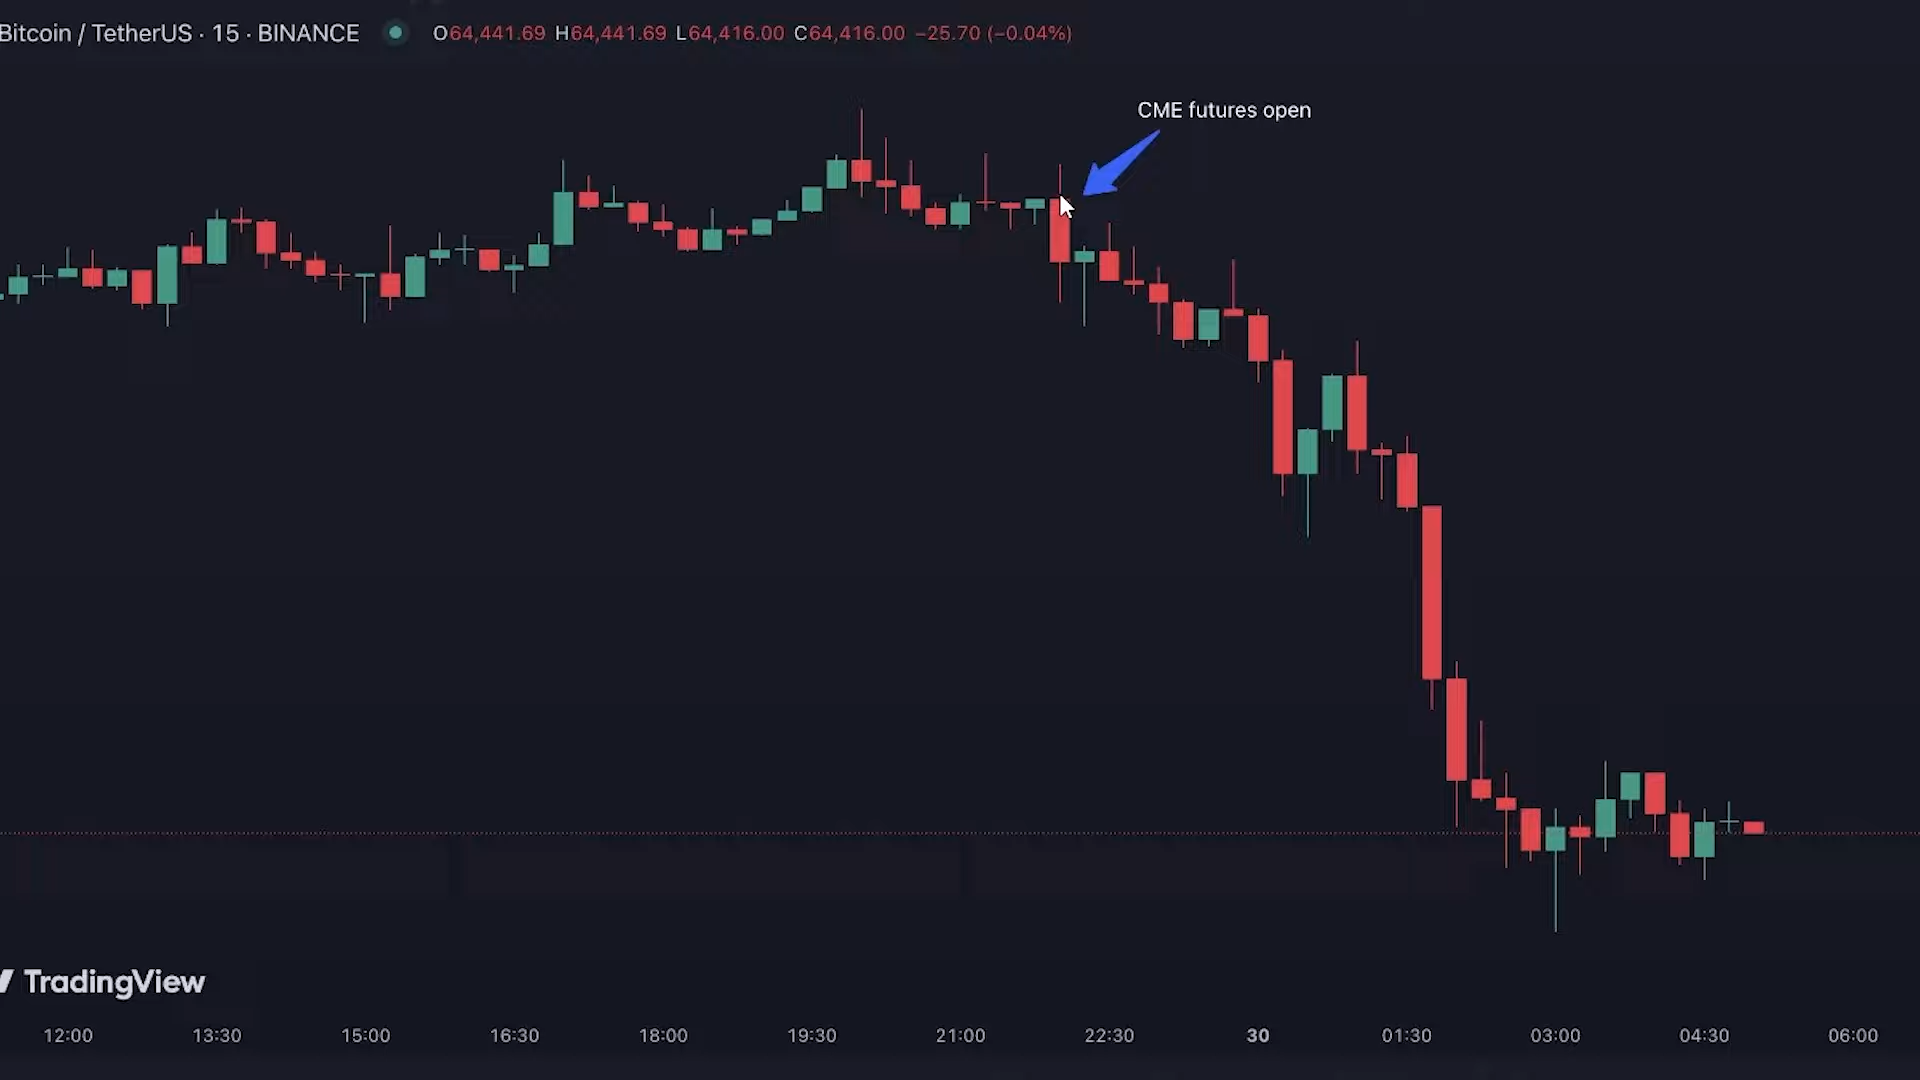 Bitcoin / TetherUS · 15 · BINANCE O64,441.69 H64,441.69 L64,416.00 C64,416.00 −25.70 (−0.04%)
CME futures open
TradingView
12:00 13:30 15:00 16:30 18:00 19:30 21:00 22:30 30 01:30 03:00 04:30 06:00